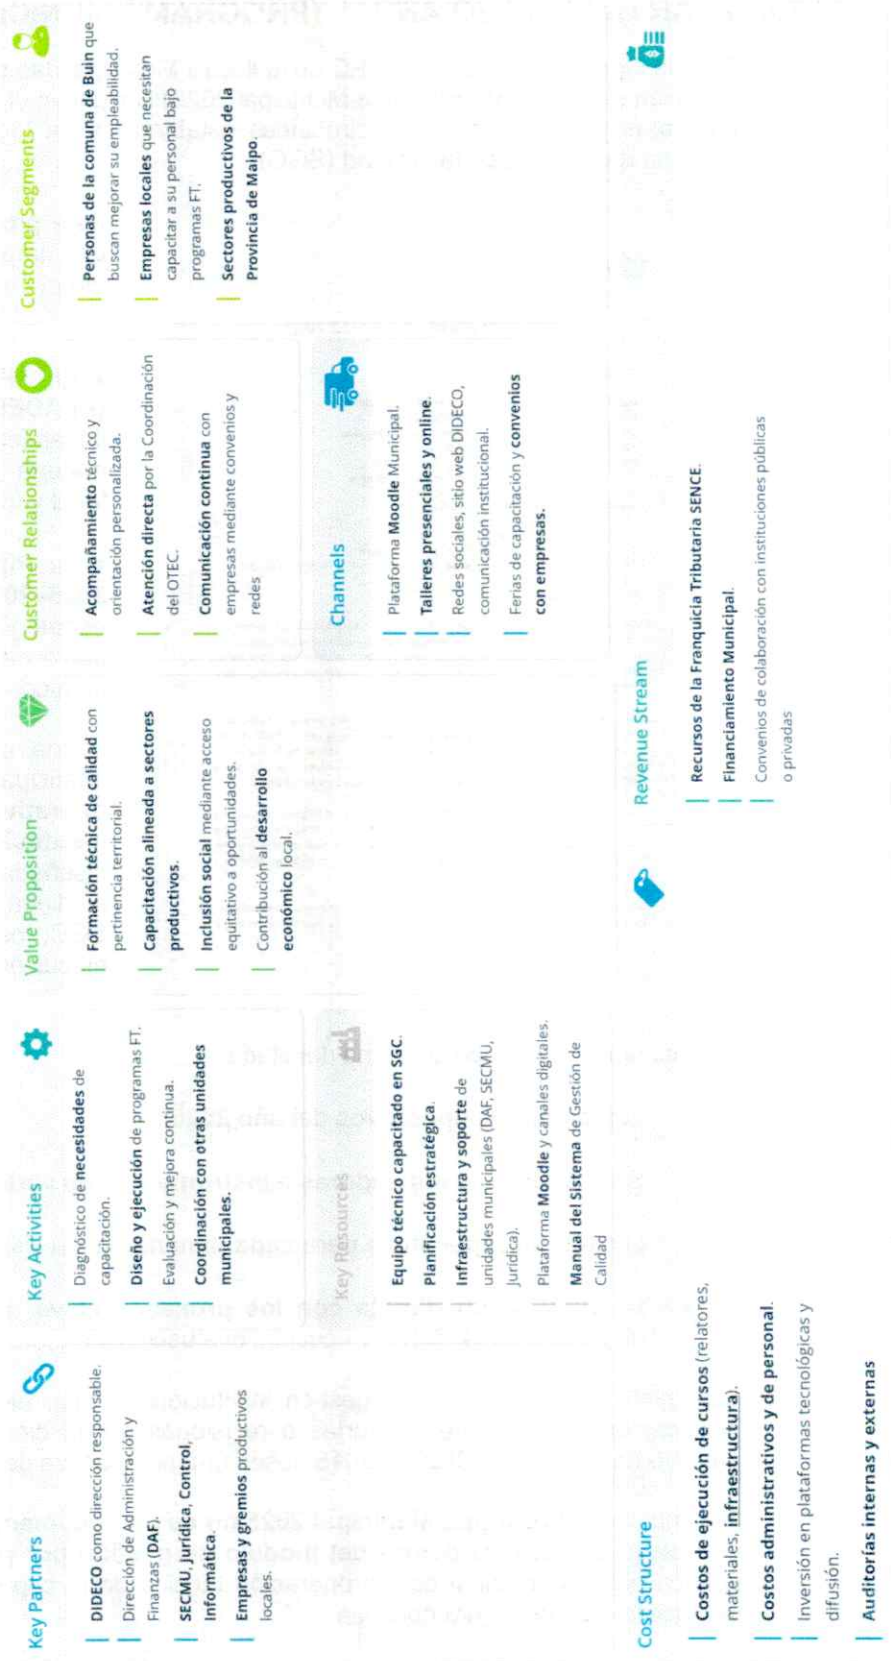 Key Partners
DIDECO como dirección responsable.
Dirección de Administración y
Finanzas (DAF).
SECMU, Jurídica, Control,
Informática
Empresas y gremios productivos
locales.
Key Activities
Diagnóstico de necesidades de
capacitación.
Diseño y ejecución de programas FT.
Evaluación y mejora continua.
Coordinación con otras unidades
municipales.
Key Resources
Equipo técnico capacitado en SGC.
Planificación estratégica.
Infraestructura y soporte de
unidades municipales (DAF, SECMU,
Jurídica).
Plataforma Moodle y canales digitales.
Manual del Sistema de Gestión de
Calidad
Value Proposition
Formación técnica de calidad con
pertinencia territorial.
Capacitación alineada a sectores
productivos.
Inclusión social mediante acceso
equitativo a oportunidades.
Contribución al desarrollo
económico local.
Customer Relationships
Acompañamiento técnico y
orientación personalizada.
Atención directa por la Coordinación
del OTEC.
Comunicación continua con
empresas mediante convenios y
redes
Channels
Plataforma Moodle Municipal.
Talleres presenciales y online.
Redes sociales, sitio web DIDECO,
comunicación institucional.
Ferias de capacitación y convenios
con empresas.
Customer Segments
Personas de la comuna de Buin que
buscan mejorar su empleabilidad.
Empresas locales que necesitan
capacitar a su personal bajo
programas FT.
Sectores productivos de la
Provincia de Maipo.
Cost Structure
Costos de ejecución de cursos (relatores,
materiales, infraestructura).
Costos administrativos y de personal.
Inversión en plataformas tecnológicas y
difusión.
Auditorías internas y externas
Revenue Stream
Recursos de la Franquicia Tributaria SENCE.
Financiamiento Municipal.
Convenios de colaboración con instituciones públicas
o privadas